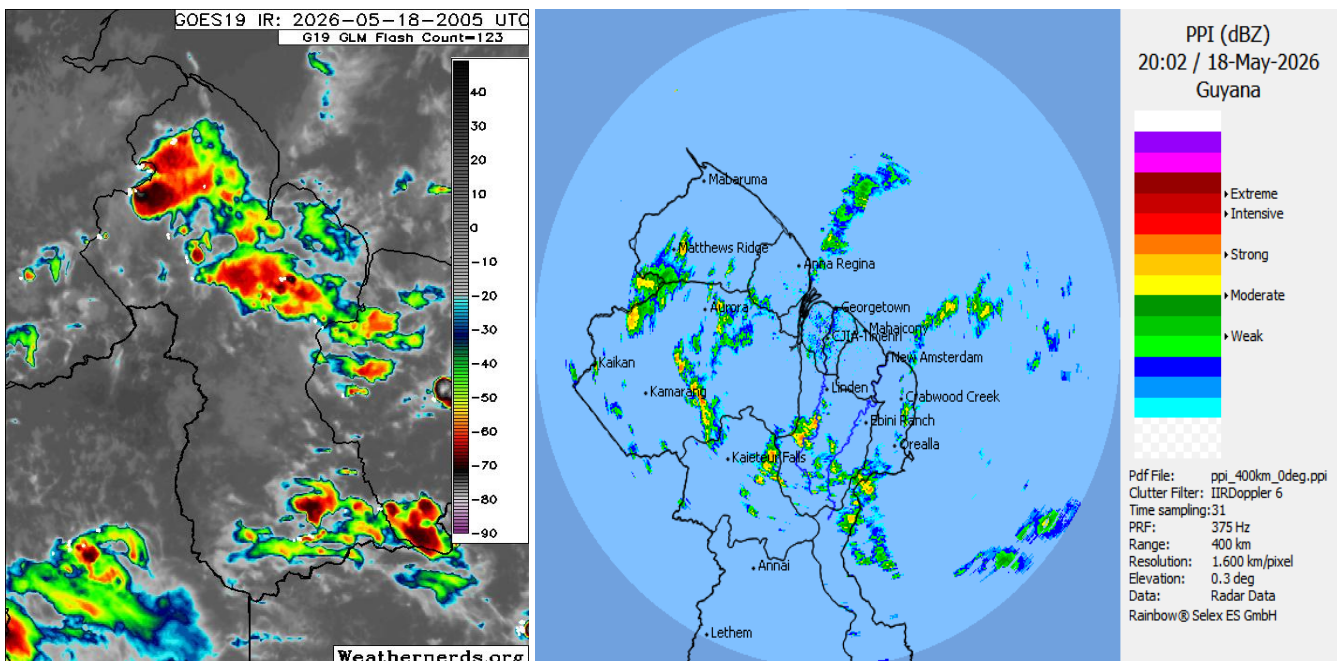 GOES19 IR: 2026-05-18-2005 UTC
G19 GLM Flash Count=123
40
30
20
10
0
-10
-20
-30
-40
-50
-60
-70
-80
-90
Weathernerds.org
Mabaruma
Matthews Ridge
Anna Regina
Aurora
Georgetown
Mahaicony
CJIA-Timehri
New Amsterdam
Kaikan
Kamarang
Linden
Crabwood Creek
Ebini Ranch
Orealla
Kaieteur Falls
Annai
Lethem
PPI (dBZ)
20:02 / 18-May-2026
Guyana
Extreme
Intensive
Strong
Moderate
Weak
Pdf File: ppi_400km_0deg.ppi
Clutter Filter: IIRDoppler 6
Time sampling:31
PRF: 375 Hz
Range: 400 km
Resolution: 1.600 km/pixel
Elevation: 0.3 deg
Data: Radar Data
Rainbow® Selex ES GmbH